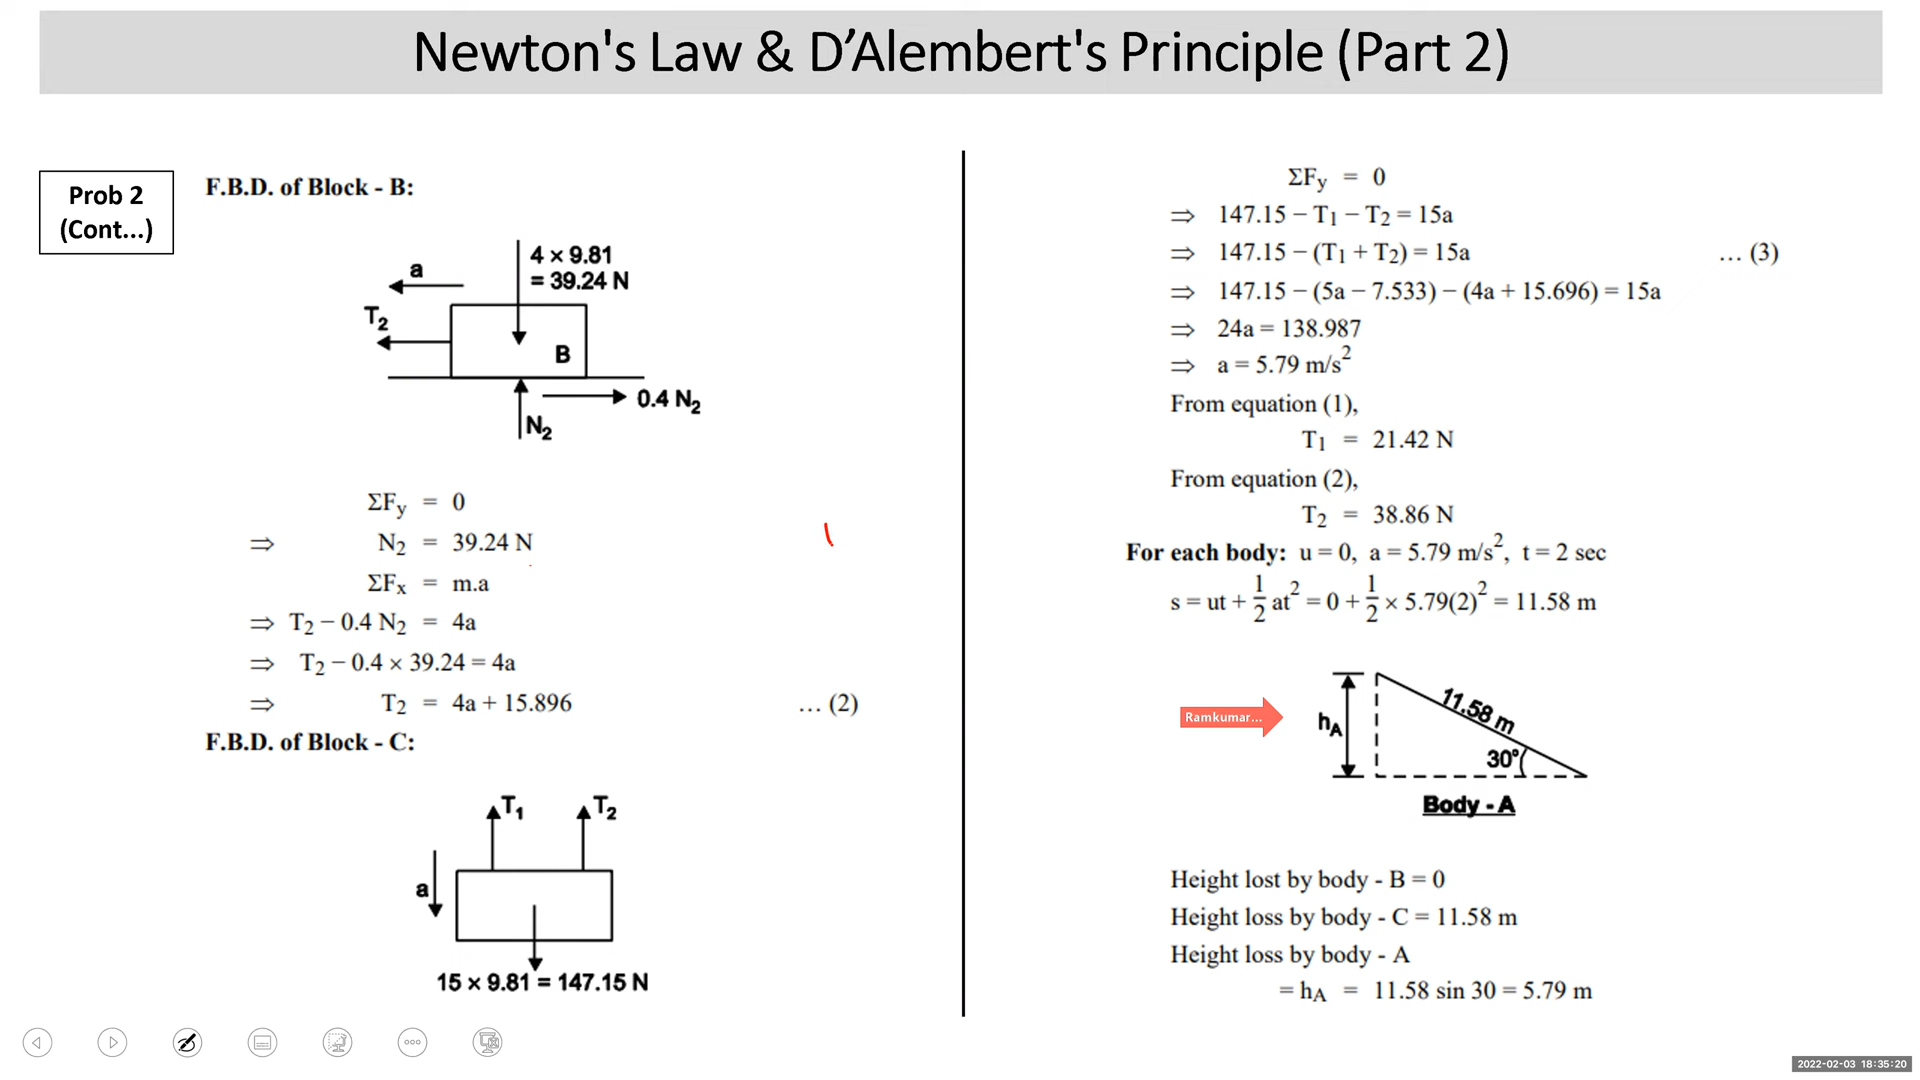 Newton's Law & D’Alembert's Principle (Part 2)
Prob 2
(Cont...)
F.B.D. of Block - B:
4 × 9.81
= 39.24 N
a
T₂
B
0.4 N₂
N₂
ΣFy = 0
⇒ N₂ = 39.24 N
ΣFx = m.a
⇒ T₂ − 0.4 N₂ = 4a
⇒ T₂ − 0.4 × 39.24 = 4a
⇒ T₂ = 4a + 15.896 ... (2)
F.B.D. of Block - C:
T₁ T₂
a
15 × 9.81 = 147.15 N
ΣFy = 0
⇒ 147.15 − T₁ − T₂ = 15a
⇒ 147.15 − (T₁ + T₂) = 15a ... (3)
⇒ 147.15 − (5a − 7.533) − (4a + 15.696) = 15a
⇒ 24a = 138.987
⇒ a = 5.79 m/s²
From equation (1),
T₁ = 21.42 N
From equation (2),
T₂ = 38.86 N
For each body: u = 0, a = 5.79 m/s², t = 2 sec
s = ut + 1/2 at² = 0 + 1/2 × 5.79(2)² = 11.58 m
Ramkumar...
hA
11.58 m
30°
Body - A
Height lost by body - B = 0
Height loss by body - C = 11.58 m
Height loss by body - A
= hA = 11.58 sin 30 = 5.79 m
2022-02-03 18:35:20